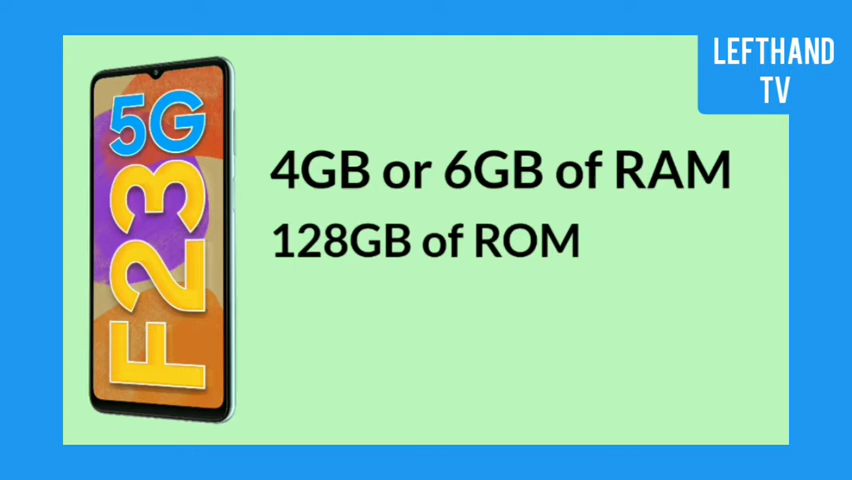 LEFTHAND
TV
5G
F23
4GB or 6GB of RAM
128GB of ROM